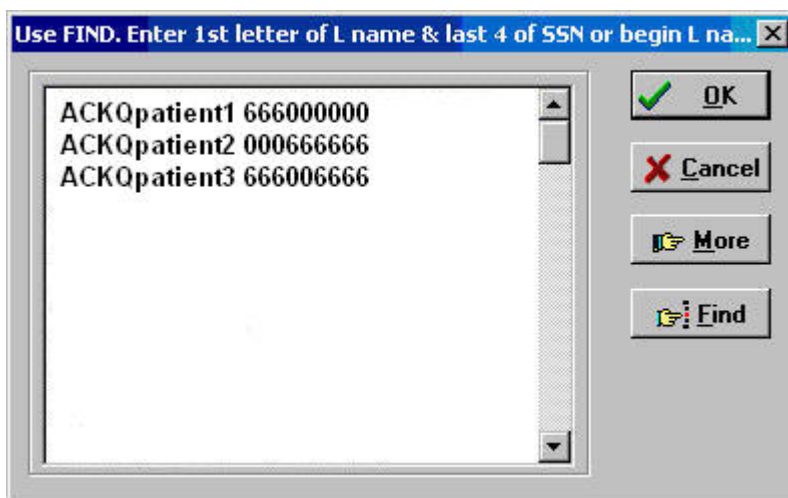 Use FIND. Enter 1st letter of L name & last 4 of SSN or begin L na...
ACKQpatient1 666000000
ACKQpatient2 000666666
ACKQpatient3 666006666
OK
Cancel
More
Find